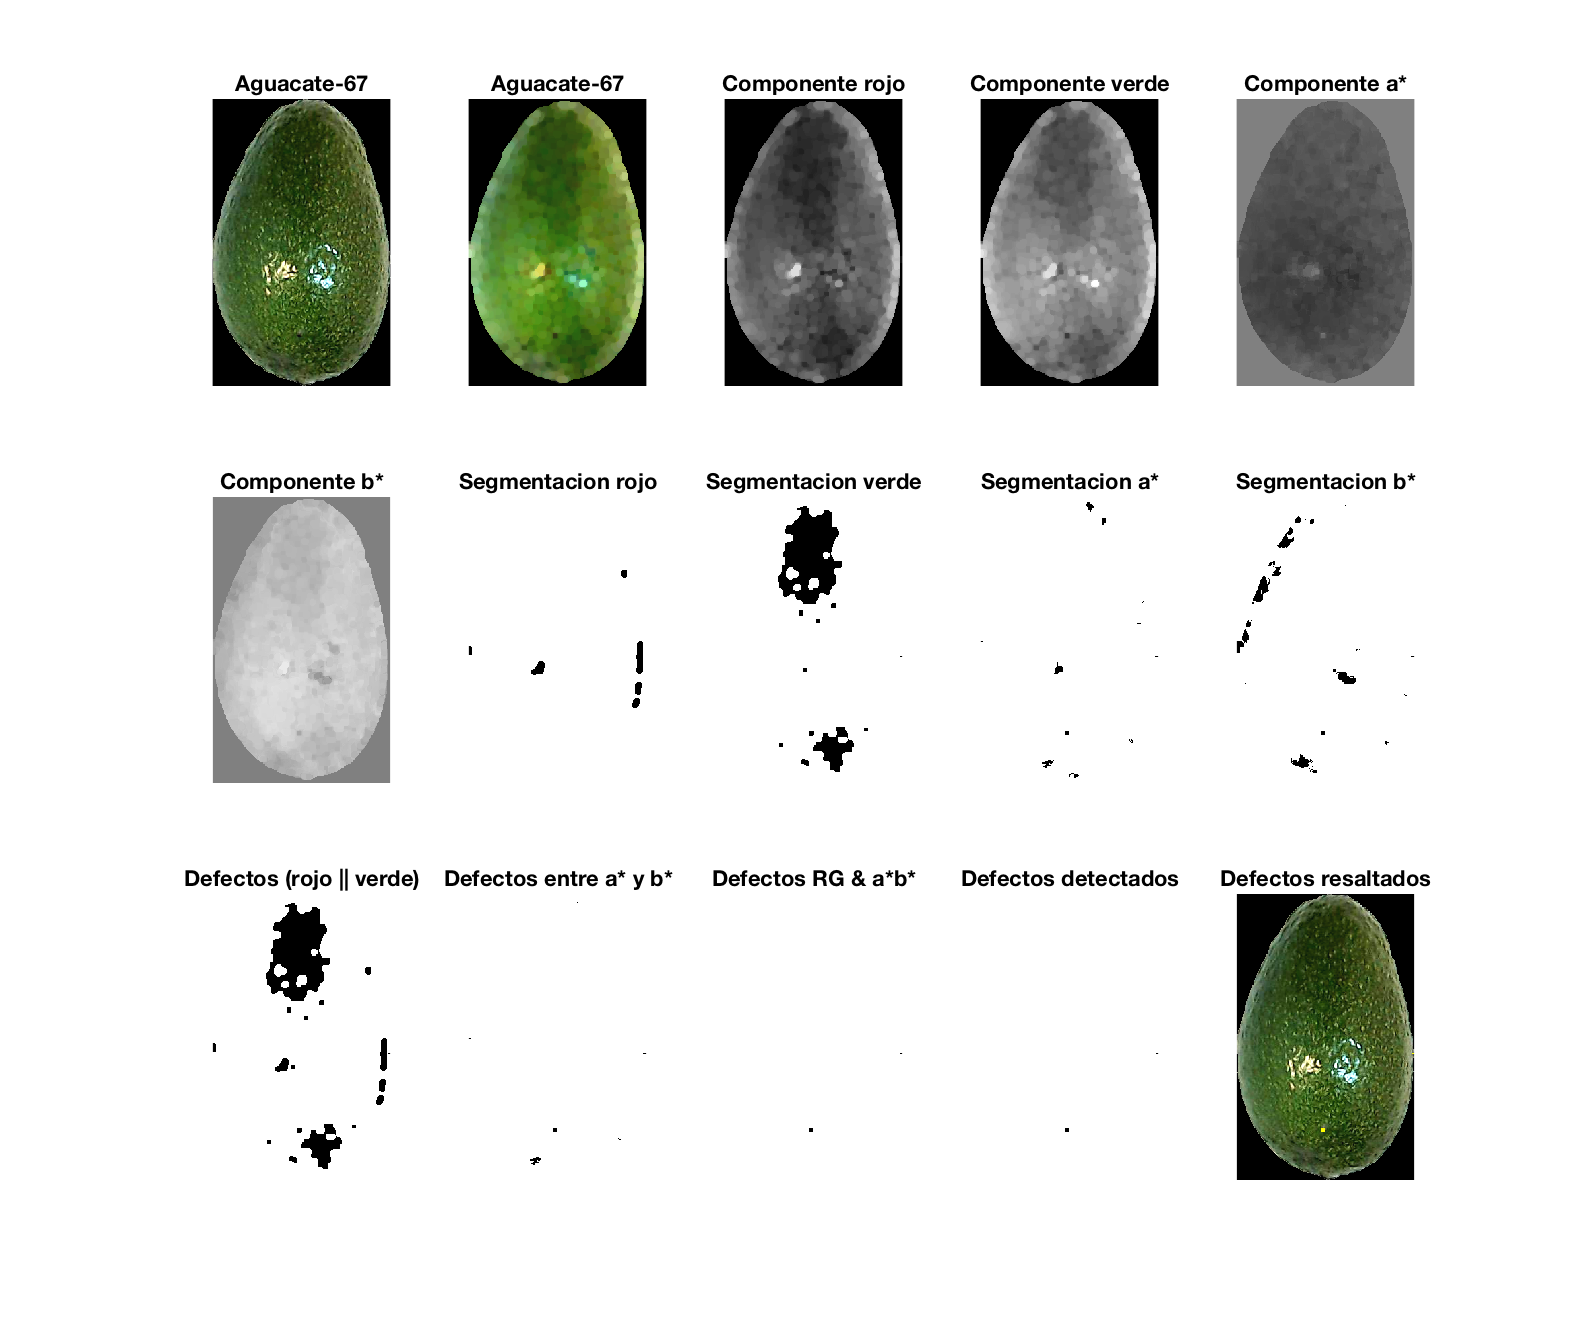 Aguacate-67
Aguacate-67
Componente rojo
Componente verde
Componente a*
Componente b*
Segmentacion rojo
Segmentacion verde
Segmentacion a*
Segmentacion b*
Defectos (rojo || verde)
Defectos entre a* y b*
Defectos RG & a*b*
Defectos detectados
Defectos resaltados